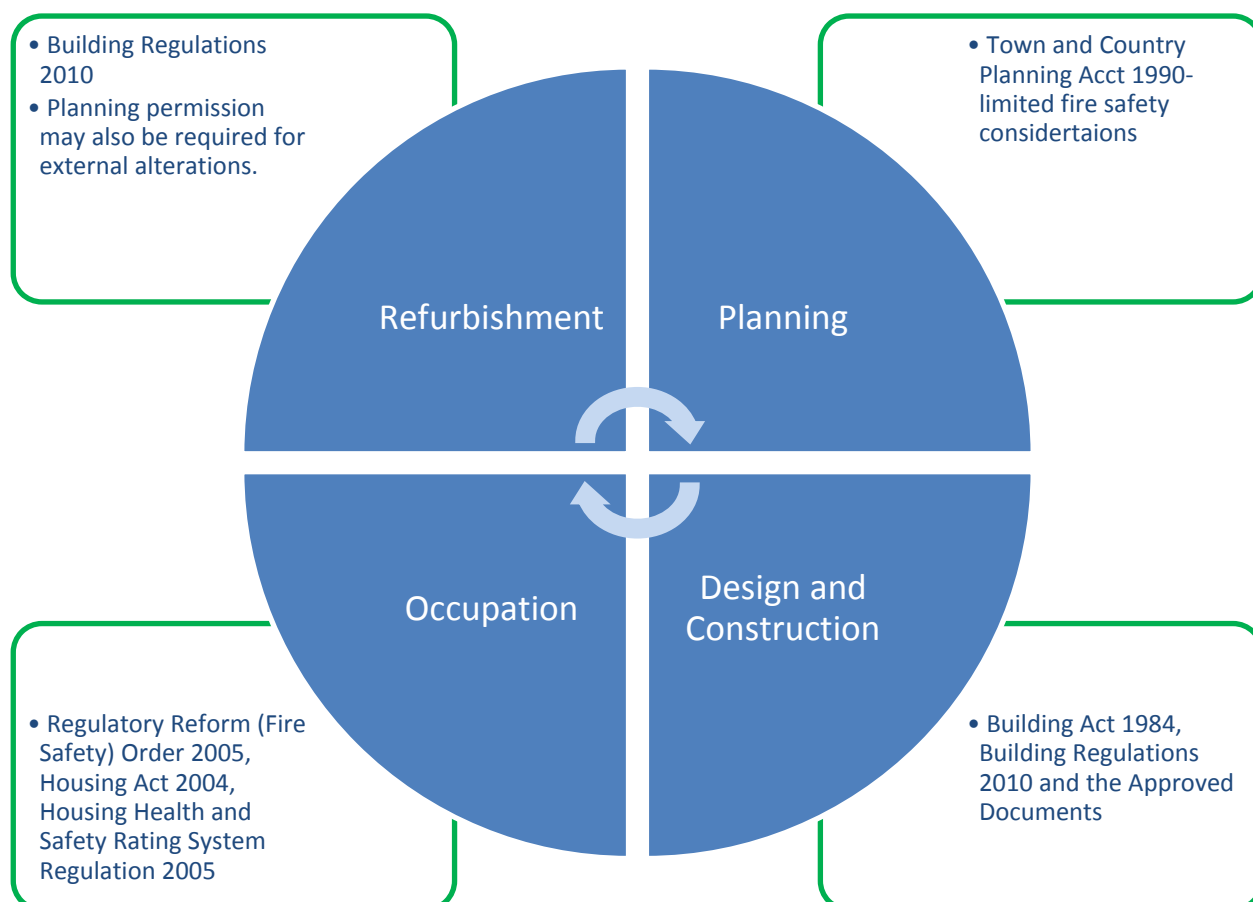 • Building Regulations
2010
• Planning permission
may also be required for
external alterations.
• Town and Country
Planning Acct 1990-
limited fire safety
considertaions
Refurbishment
Planning
Occupation
Design and
Construction
• Regulatory Reform (Fire
Safety) Order 2005,
Housing Act 2004,
Housing Health and
Safety Rating System
Regulation 2005
• Building Act 1984,
Building Regulations
2010 and the Approved
Documents